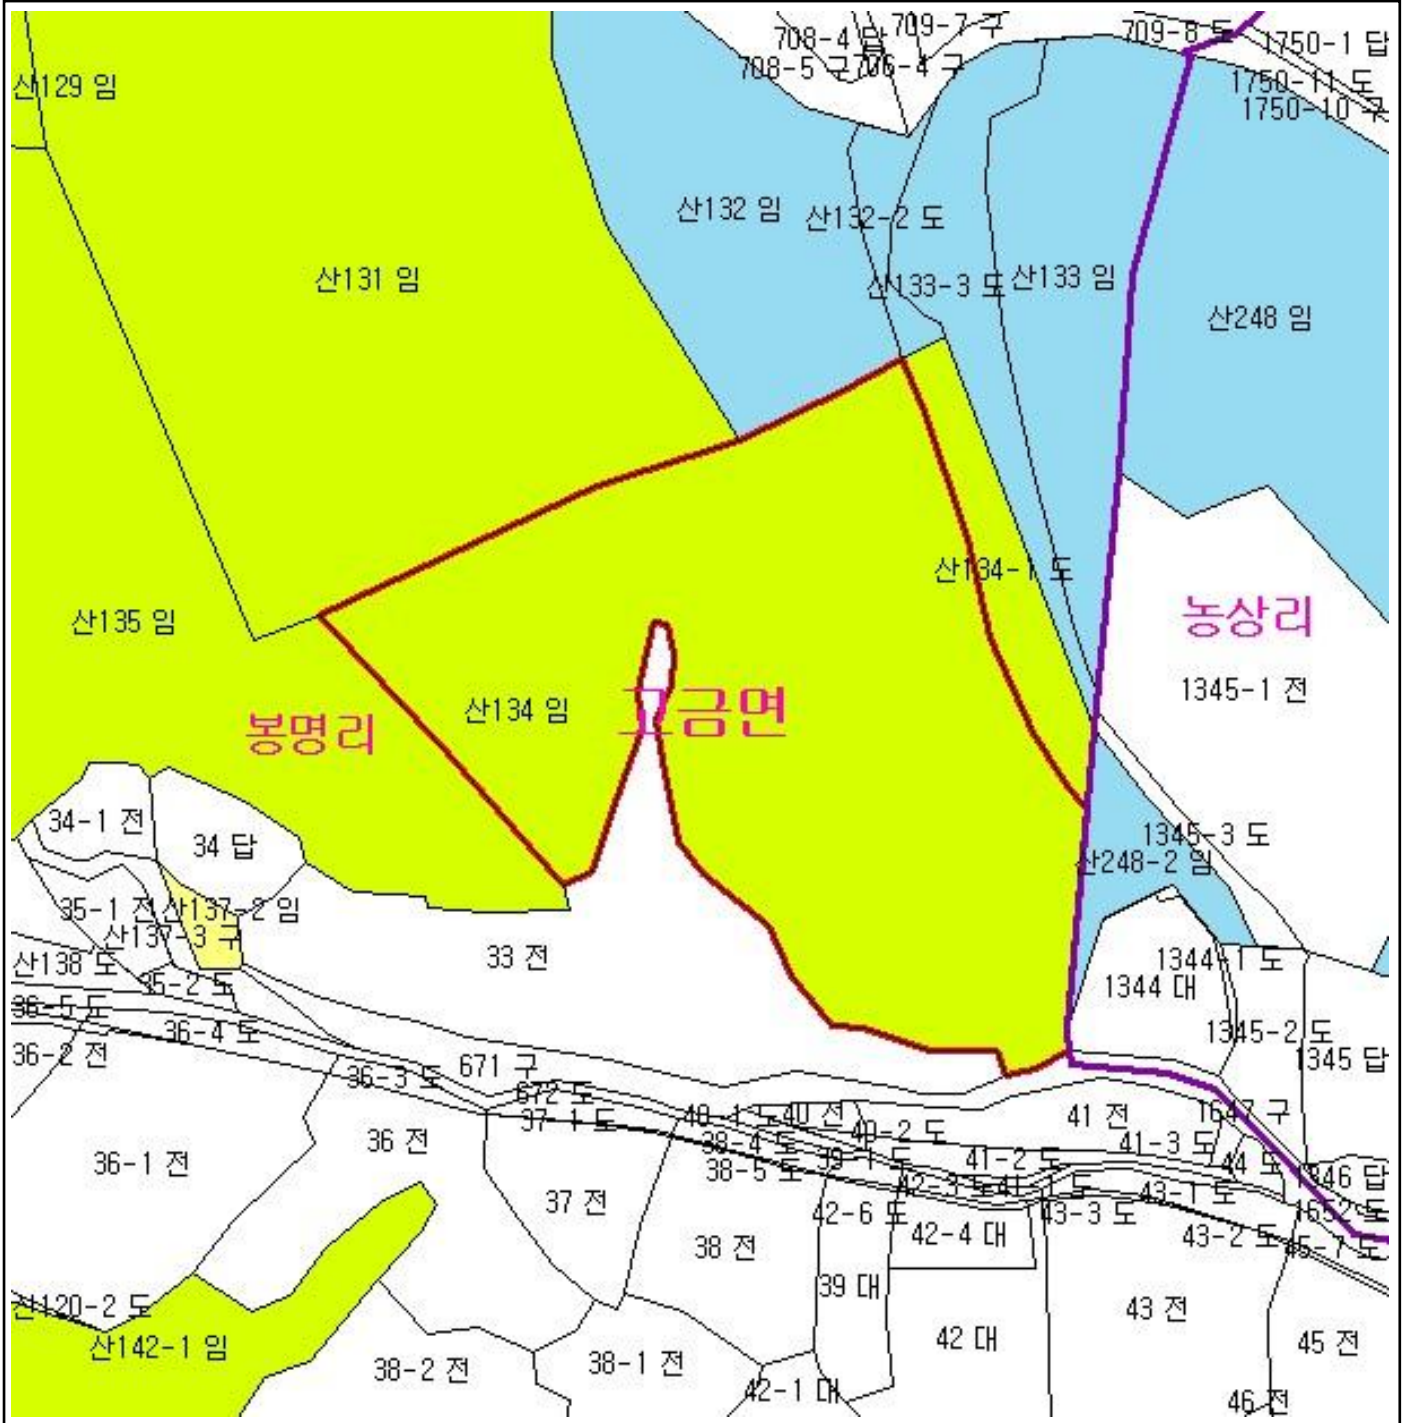 708-4 답
709-7 구
709-8 도
1750-1 답
708-5 구
706-4 구
1750-11 도
산129 임
1750-10 구
산132 임
산132-2 도
산131 임
산133-3 도
산133 임
산248 임
산134-1 도
농상리
산135 임
1345-1 전
산134 임
고금면
봉명리
34-1 전
34 답
1345-3 도
산248-2 임
35-1 전
산137-2 임
산137-3 구
33 전
산138 도
1344-1 도
35-2 도
1344 대
36-5 도
36-4 도
1345-2 도
36-2 전
671 구
1345 답
36-3 도
672 도
37-1 도
40 전
41 전
1647 구
36 전
38-4 도
40-2 도
41-3 도
36-1 전
38-5 도
39-1 도
41-2 도
44 도
1346 답
41-1 도
43-1 도
37 전
42-6 도
43-3 도
1652 도
38 전
42-4 대
43-2 도
45-7 도
39 대
43 전
산142-1 임
42 대
45 전
38-2 전
38-1 전
42-1 대
46 전